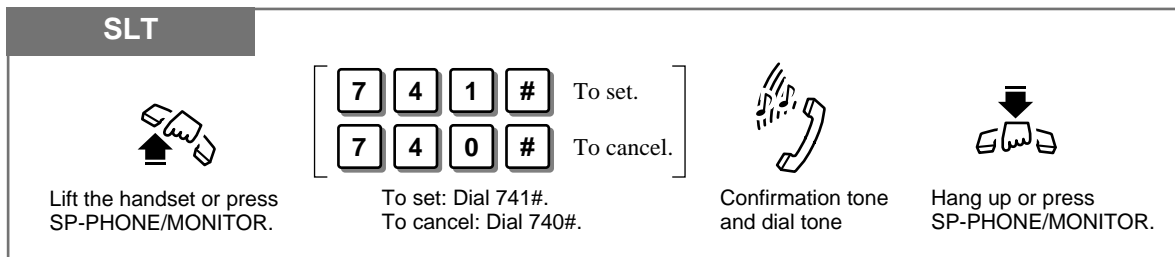 SLT
7 4 1 # To set.
7 4 0 # To cancel.
Lift the handset or press
SP-PHONE/MONITOR.
To set: Dial 741#.
To cancel: Dial 740#.
Confirmation tone
and dial tone
Hang up or press
SP-PHONE/MONITOR.